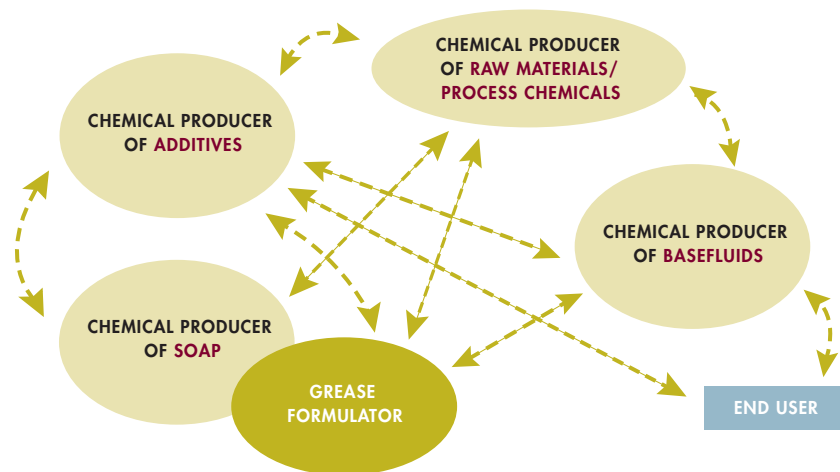 CHEMICAL PRODUCER
OF RAW MATERIALS/
PROCESS CHEMICALS
CHEMICAL PRODUCER
OF ADDITIVES
CHEMICAL PRODUCER
OF BASEFLUIDS
CHEMICAL PRODUCER
OF SOAP
GREASE
FORMULATOR
END USER